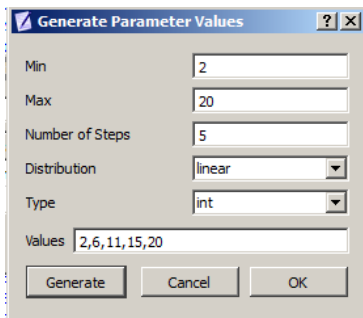 Generate Parameter Values
Min 2
Max 20
Number of Steps 5
Distribution linear
Type int
Values 2,6,11,15,20
Generate Cancel OK